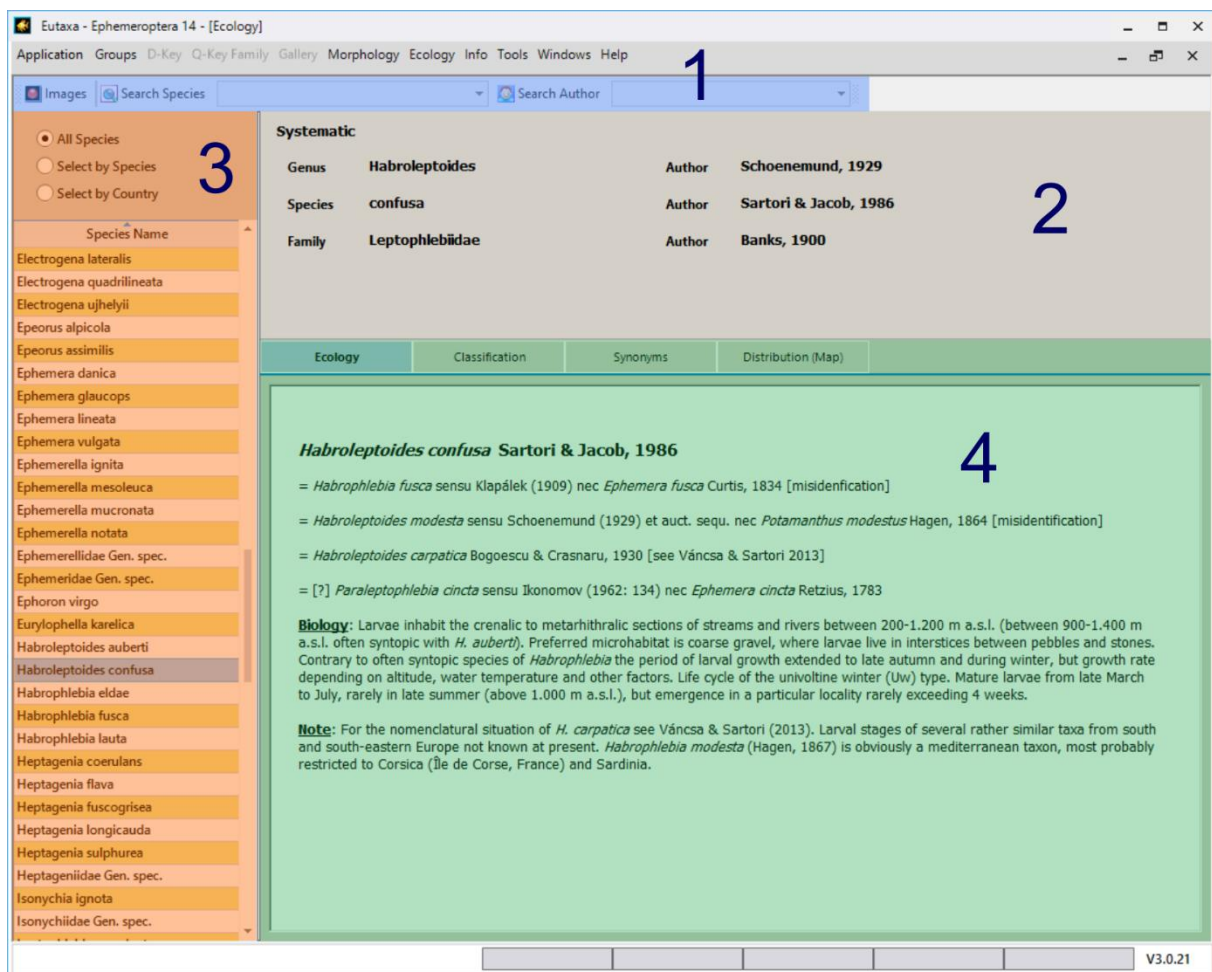 Eutaxa - Ephemeroptera 14 - [Ecology]
Application Groups D-Key Q-Key Family Gallery Morphology Ecology Info Tools Windows Help
1
Images Search Species Search Author
3
All Species
Select by Species
Select by Country
Species Name
Electrogena lateralis
Electrogena quadrilineata
Electrogena ujhelyii
Epeorus alpicola
Epeorus assimilis
Ephemera danica
Ephemera glaucops
Ephemera lineata
Ephemera vulgata
Ephemerella ignita
Ephemerella mesoleuca
Ephemerella mucronata
Ephemerella notata
Ephemerellidae Gen. spec.
Ephemeridae Gen. spec.
Ephoron virgo
Eurylophella karelica
Habroleptoides auberti
Habroleptoides confusa
Habrophlebia eldae
Habrophlebia fusca
Habrophlebia lauta
Heptagenia coerulans
Heptagenia flava
Heptagenia fuscogrisea
Heptagenia longicauda
Heptagenia sulphurea
Heptageniidae Gen. spec.
Isonychia ignota
Isonychiidae Gen. spec.
Systematic
2
Genus Habroleptoides Author Schoenemund, 1929
Species confusa Author Sartori & Jacob, 1986
Family Leptophlebiidae Author Banks, 1900
Ecology Classification Synonyms Distribution (Map)
4
Habroleptoides confusa Sartori & Jacob, 1986
= Habrophlebia fusca sensu Klapálek (1909) nec Ephemera fusca Curtis, 1834 [misidenfication]
= Habroleptoides modesta sensu Schoenemund (1929) et auct. sequ. nec Potamanthus modestus Hagen, 1864 [misidentification]
= Habroleptoides carpatica Bogoescu & Crasnaru, 1930 [see Váncsa & Sartori 2013]
= [?] Paraleptophlebia cincta sensu Ikonomov (1962: 134) nec Ephemera cincta Retzius, 1783
Biology: Larvae inhabit the crenalic to metarhithralic sections of streams and rivers between 200-1.200 m a.s.l. (between 900-1.400 m
a.s.l. often syntopic with H. auberti). Preferred microhabitat is coarse gravel, where larvae live in interstices between pebbles and stones.
Contrary to often syntopic species of Habrophlebia the period of larval growth extended to late autumn and during winter, but growth rate
depending on altitude, water temperature and other factors. Life cycle of the univoltine winter (Uw) type. Mature larvae from late March
to July, rarely in late summer (above 1.000 m a.s.l.), but emergence in a particular locality rarely exceeding 4 weeks.
Note: For the nomenclatural situation of H. carpatica see Váncsa & Sartori (2013). Larval stages of several rather similar taxa from south
and south-eastern Europe not known at present. Habrophlebia modesta (Hagen, 1867) is obviously a mediterranean taxon, most probably
restricted to Corsica (Île de Corse, France) and Sardinia.
V3.0.21